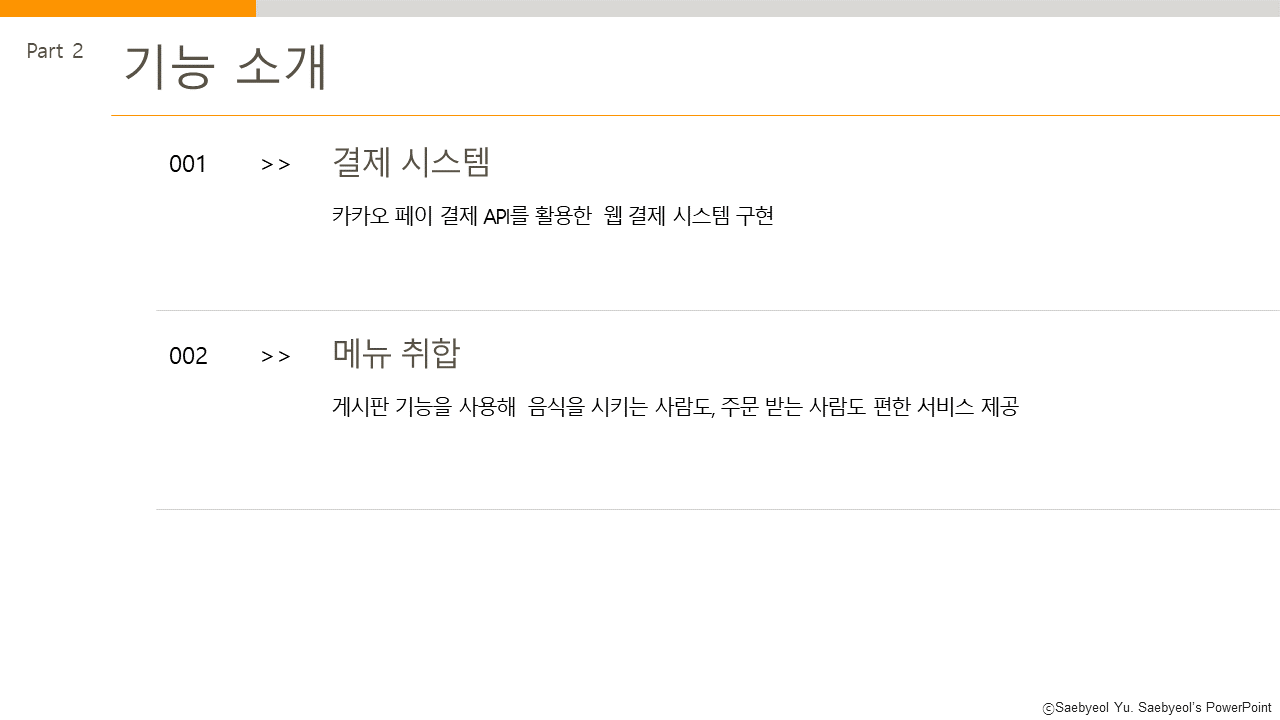 Part 2
기능 소개
001 >> 결제 시스템
카카오 페이 결제 API를 활용한 웹 결제 시스템 구현
002 >> 메뉴 취합
게시판 기능을 사용해 음식을 시키는 사람도, 주문 받는 사람도 편한 서비스 제공
ⓒSaebyeol Yu. Saebyeol's PowerPoint